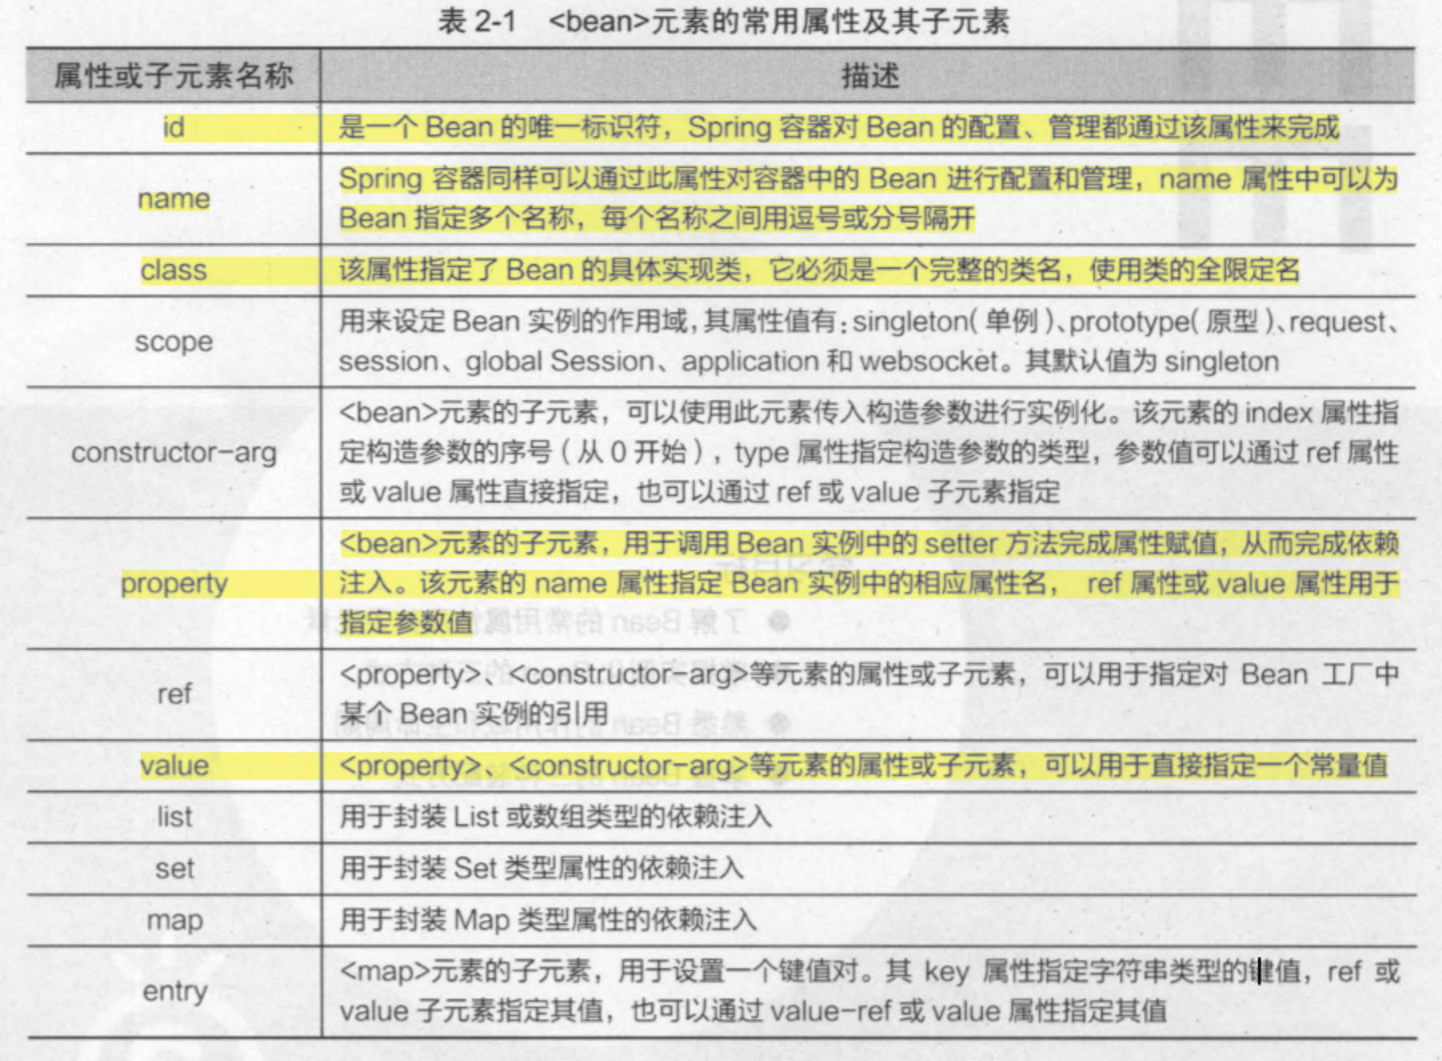 表 2-1 <bean>元素的常用属性及其子元素
属性或子元素名称 描述
id 是一个 Bean 的唯一标识符，Spring 容器对 Bean 的配置、管理都通过该属性来完成
name Spring 容器同样可以通过此属性对容器中的 Bean 进行配置和管理，name 属性中可以为
Bean 指定多个名称，每个名称之间用逗号或分号隔开
class 该属性指定了 Bean 的具体实现类，它必须是一个完整的类名，使用类的全限定名
scope 用来设定 Bean 实例的作用域，其属性值有：singleton（单例）、prototype（原型）、request、
session、global Session、application 和 websocket。其默认值为 singleton
constructor-arg <bean>元素的子元素，可以使用此元素传入构造参数进行实例化。该元素的 index 属性指
定构造参数的序号（从 0 开始），type 属性指定构造参数的类型，参数值可以通过 ref 属性
或 value 属性直接指定，也可以通过 ref 或 value 子元素指定
property <bean>元素的子元素，用于调用 Bean 实例中的 setter 方法完成属性赋值，从而完成依赖
注入。该元素的 name 属性指定 Bean 实例中的相应属性名， ref 属性或 value 属性用于
指定参数值
ref <property>、<constructor-arg>等元素的属性或子元素，可以用于指定对 Bean 工厂中
某个 Bean 实例的引用
value <property>、<constructor-arg>等元素的属性或子元素，可以用于直接指定一个常量值
list 用于封装 List 或数组类型的依赖注入
set 用于封装 Set 类型属性的依赖注入
map 用于封装 Map 类型属性的依赖注入
entry <map>元素的子元素，用于设置一个键值对。其 key 属性指定字符串类型的键值，ref 或
value 子元素指定其值，也可以通过 value-ref 或 value 属性指定其值